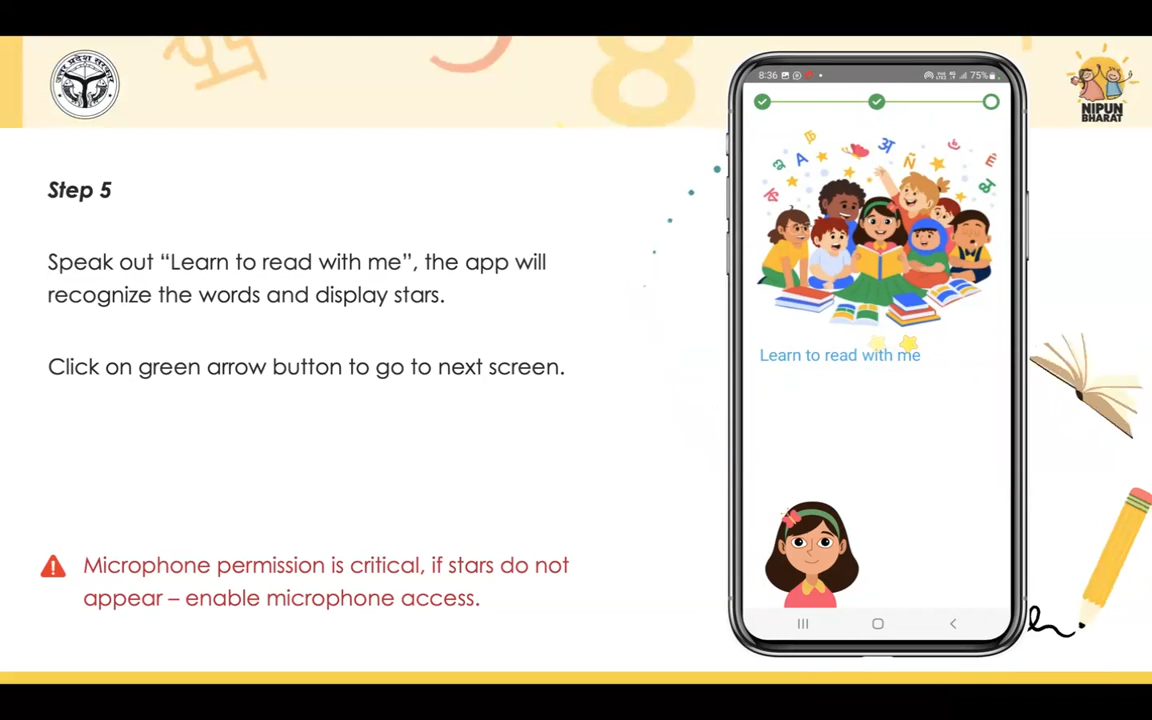 Step 5
Speak out “Learn to read with me”, the app will
recognize the words and display stars.
Click on green arrow button to go to next screen.
Microphone permission is critical, if stars do not
appear – enable microphone access.
8:36
75%
अ
A
Ñ
Learn to read with me
8
NIPUN
BHARAT